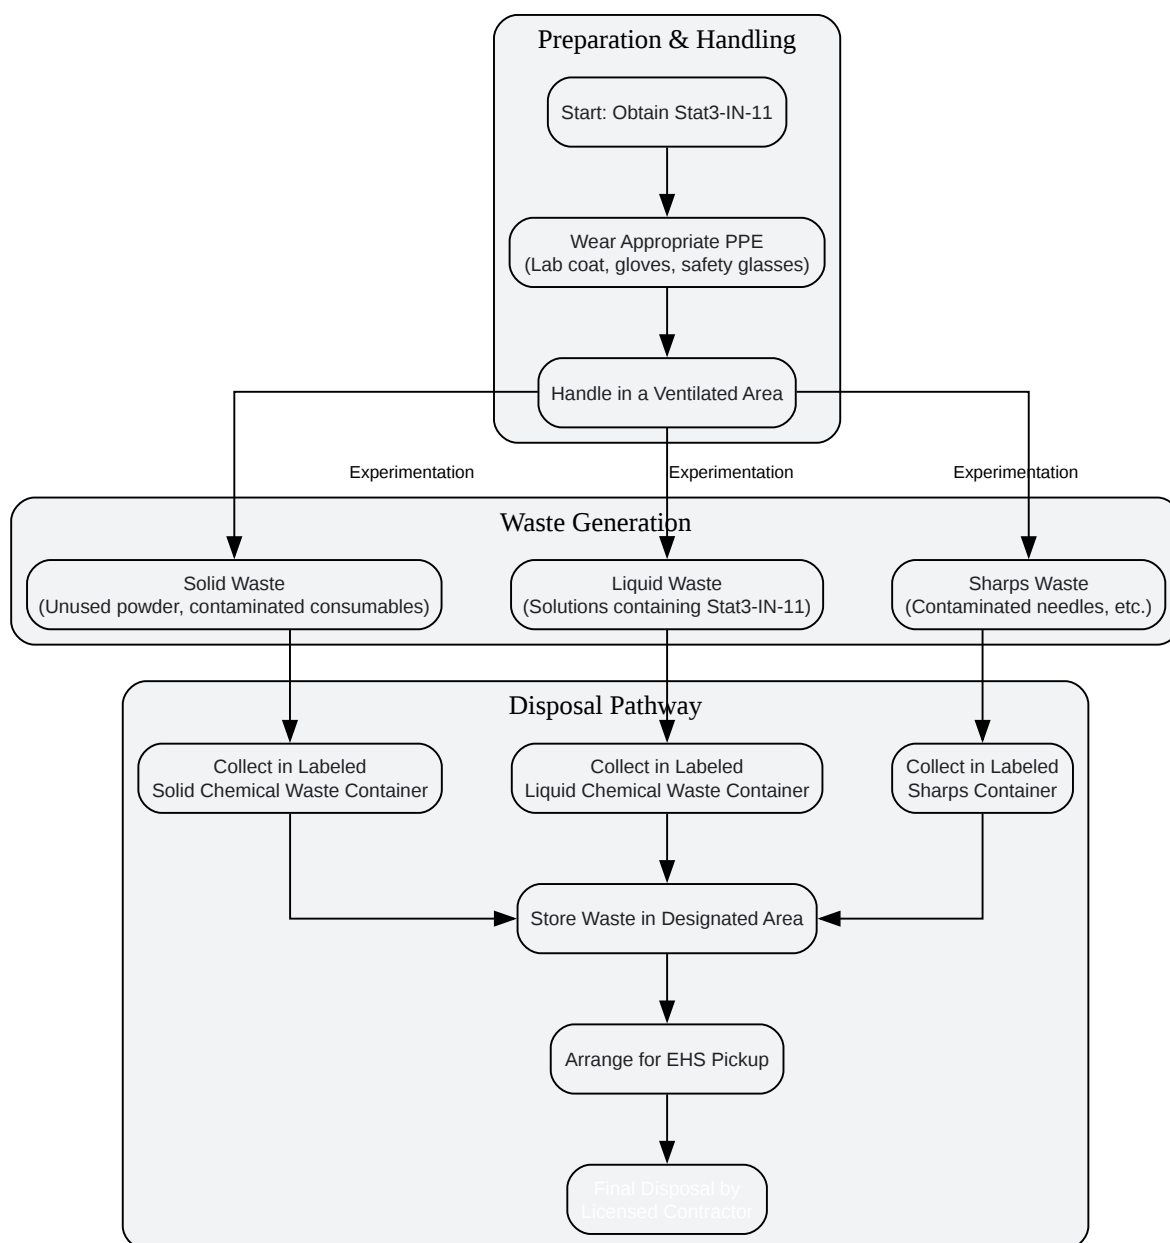 Preparation & Handling
Start: Obtain Stat3-IN-11
Wear Appropriate PPE
(Lab coat, gloves, safety glasses)
Handle in a Ventilated Area
Experimentation
Experimentation
Experimentation
Waste Generation
Solid Waste
(Unused powder, contaminated consumables)
Liquid Waste
(Solutions containing Stat3-IN-11)
Sharps Waste
(Contaminated needles, etc.)
Disposal Pathway
Collect in Labeled
Solid Chemical Waste Container
Collect in Labeled
Liquid Chemical Waste Container
Collect in Labeled
Sharps Container
Store Waste in Designated Area
Arrange for EHS Pickup
Final Disposal by
Licensed Contractor